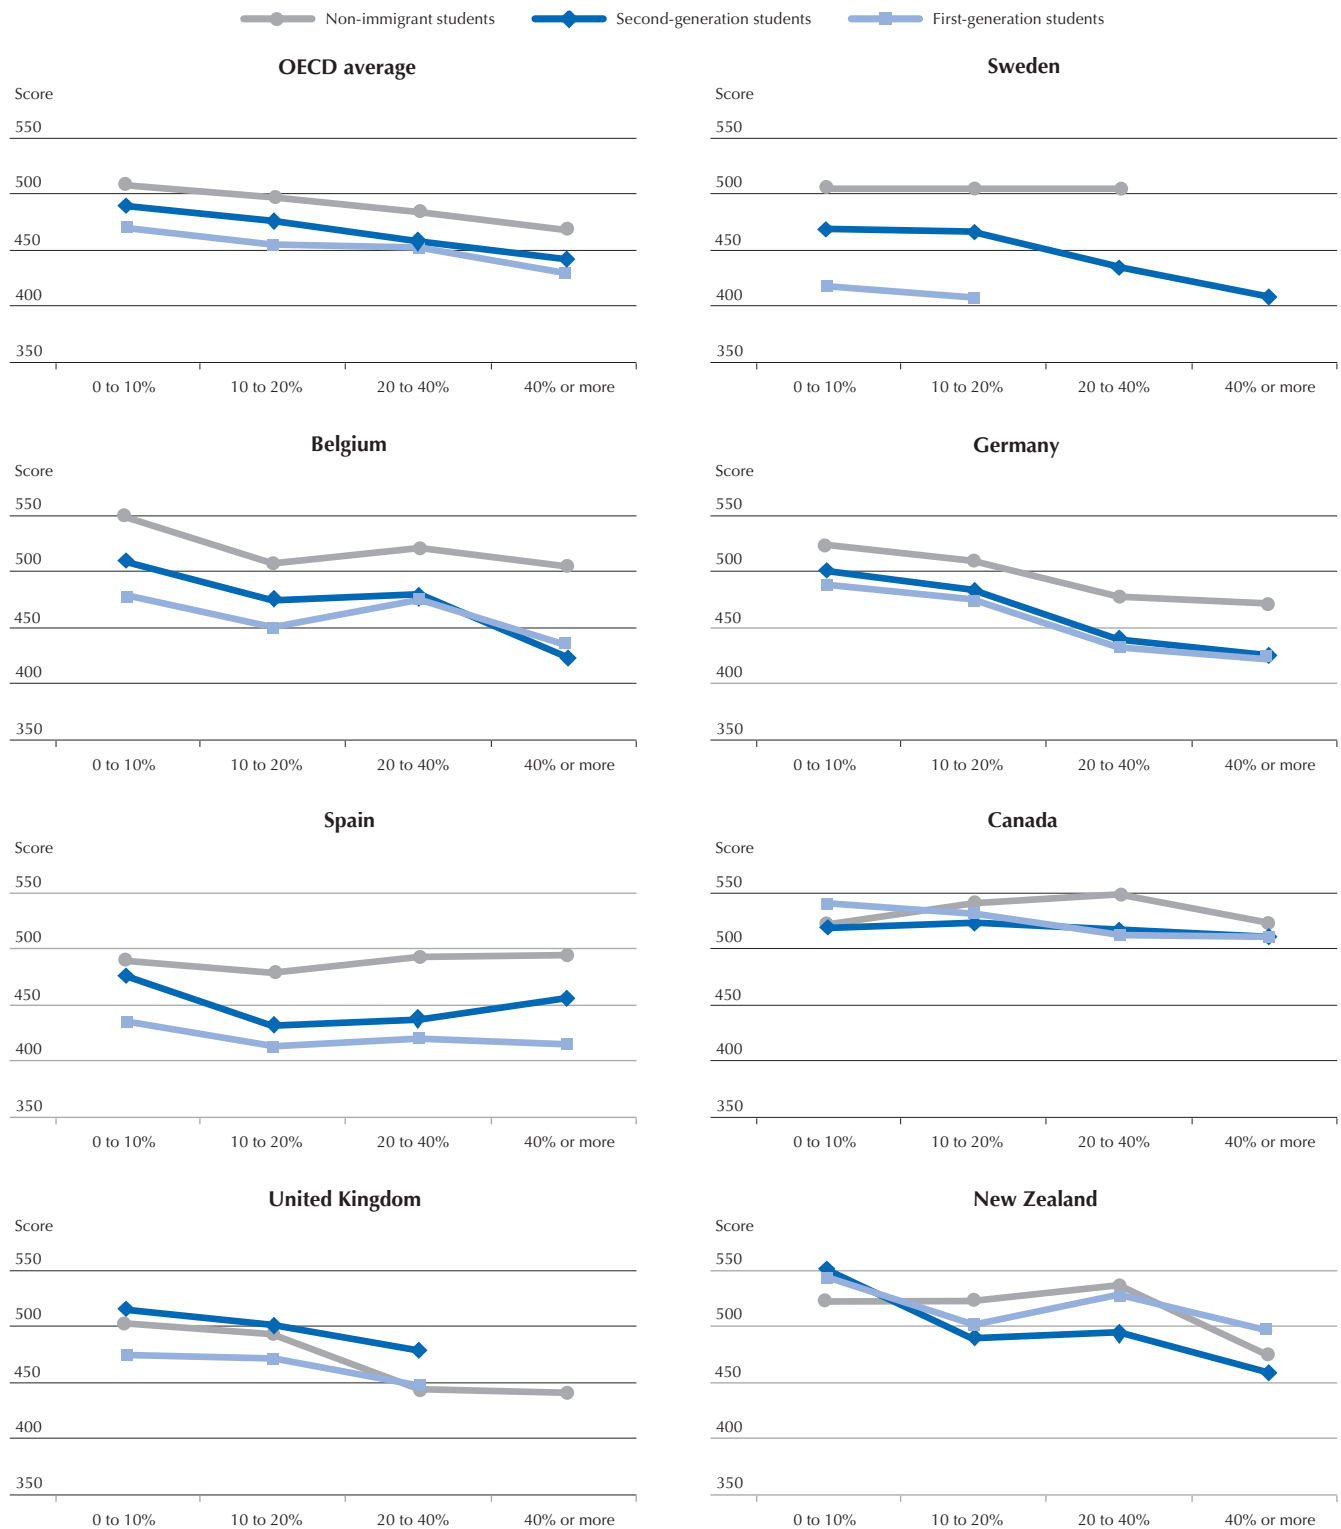 Non-immigrant students Second-generation students First-generation students
OECD average
Score
550
500
450
400
350
0 to 10% 10 to 20% 20 to 40% 40% or more
Sweden
Score
550
500
450
400
350
0 to 10% 10 to 20% 20 to 40% 40% or more
Belgium
Score
550
500
450
400
350
0 to 10% 10 to 20% 20 to 40% 40% or more
Germany
Score
550
500
450
400
350
0 to 10% 10 to 20% 20 to 40% 40% or more
Spain
Score
550
500
450
400
350
0 to 10% 10 to 20% 20 to 40% 40% or more
Canada
Score
550
500
450
400
350
0 to 10% 10 to 20% 20 to 40% 40% or more
United Kingdom
Score
550
500
450
400
350
0 to 10% 10 to 20% 20 to 40% 40% or more
New Zealand
Score
550
500
450
400
350
0 to 10% 10 to 20% 20 to 40% 40% or more